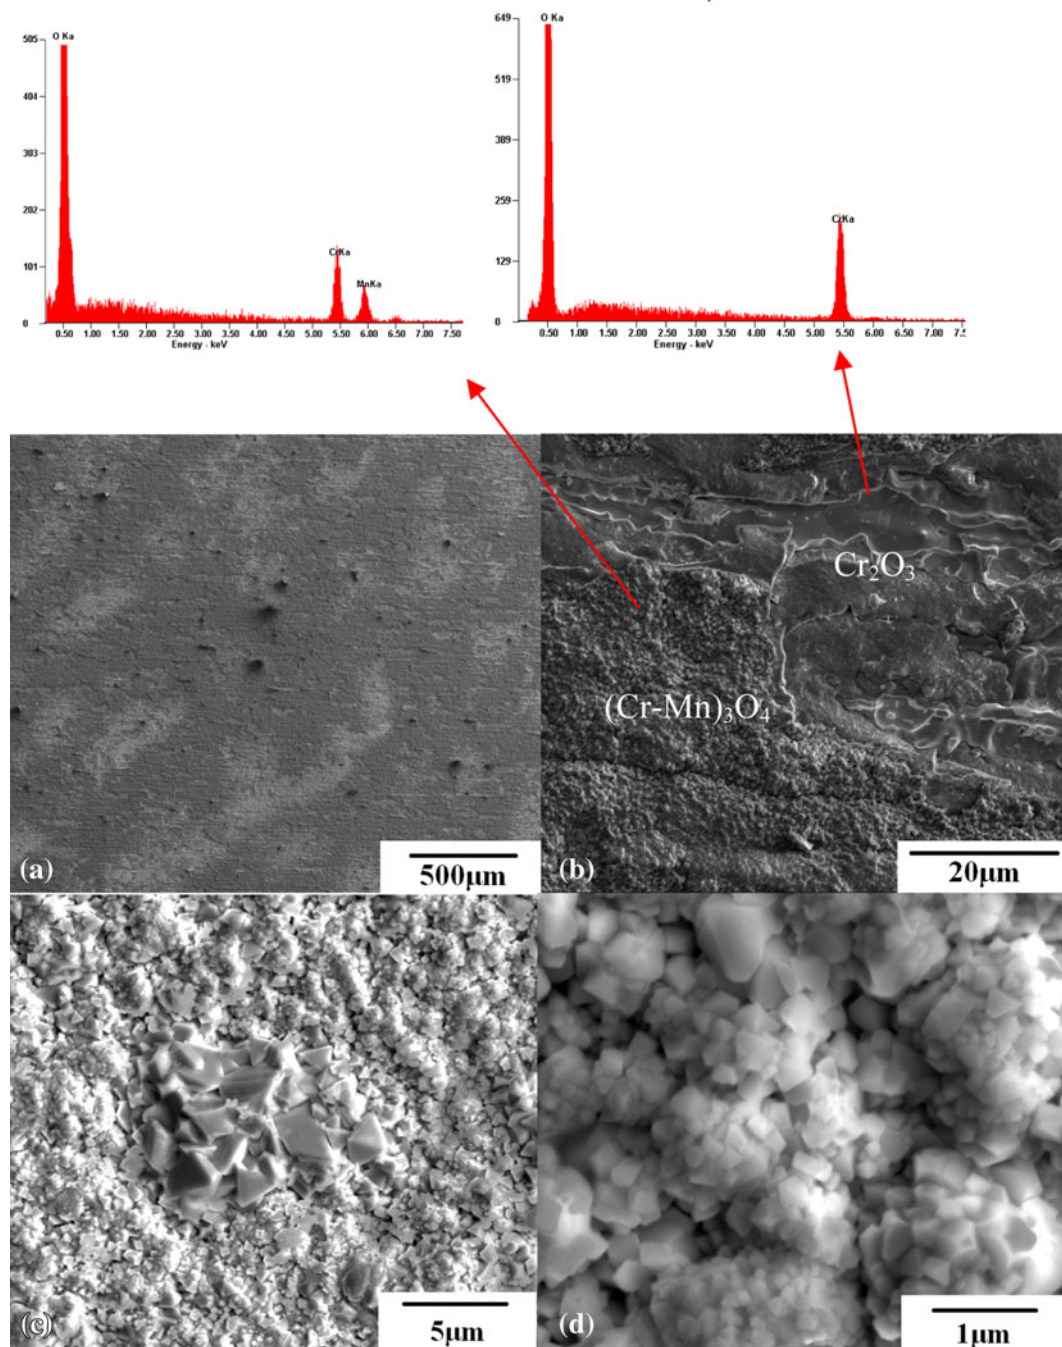 O Ka
505
404
303
202
101
0
CrKa
MnKa
0.50 1.00 1.50 2.00 2.50 3.00 3.50 4.00 4.50 5.00 5.50 6.00 6.50 7.00 7.50
Energy - keV
O Ka
649
519
389
259
129
0
CrKa
0.50 1.00 1.50 2.00 2.50 3.00 3.50 4.00 4.50 5.00 5.50 6.00 6.50 7.00 7.5
Energy - keV
(a)
500μm
Cr₂O₃
(Cr-Mn)₃O₄
(b)
20μm
(c)
5μm
(d)
1μm